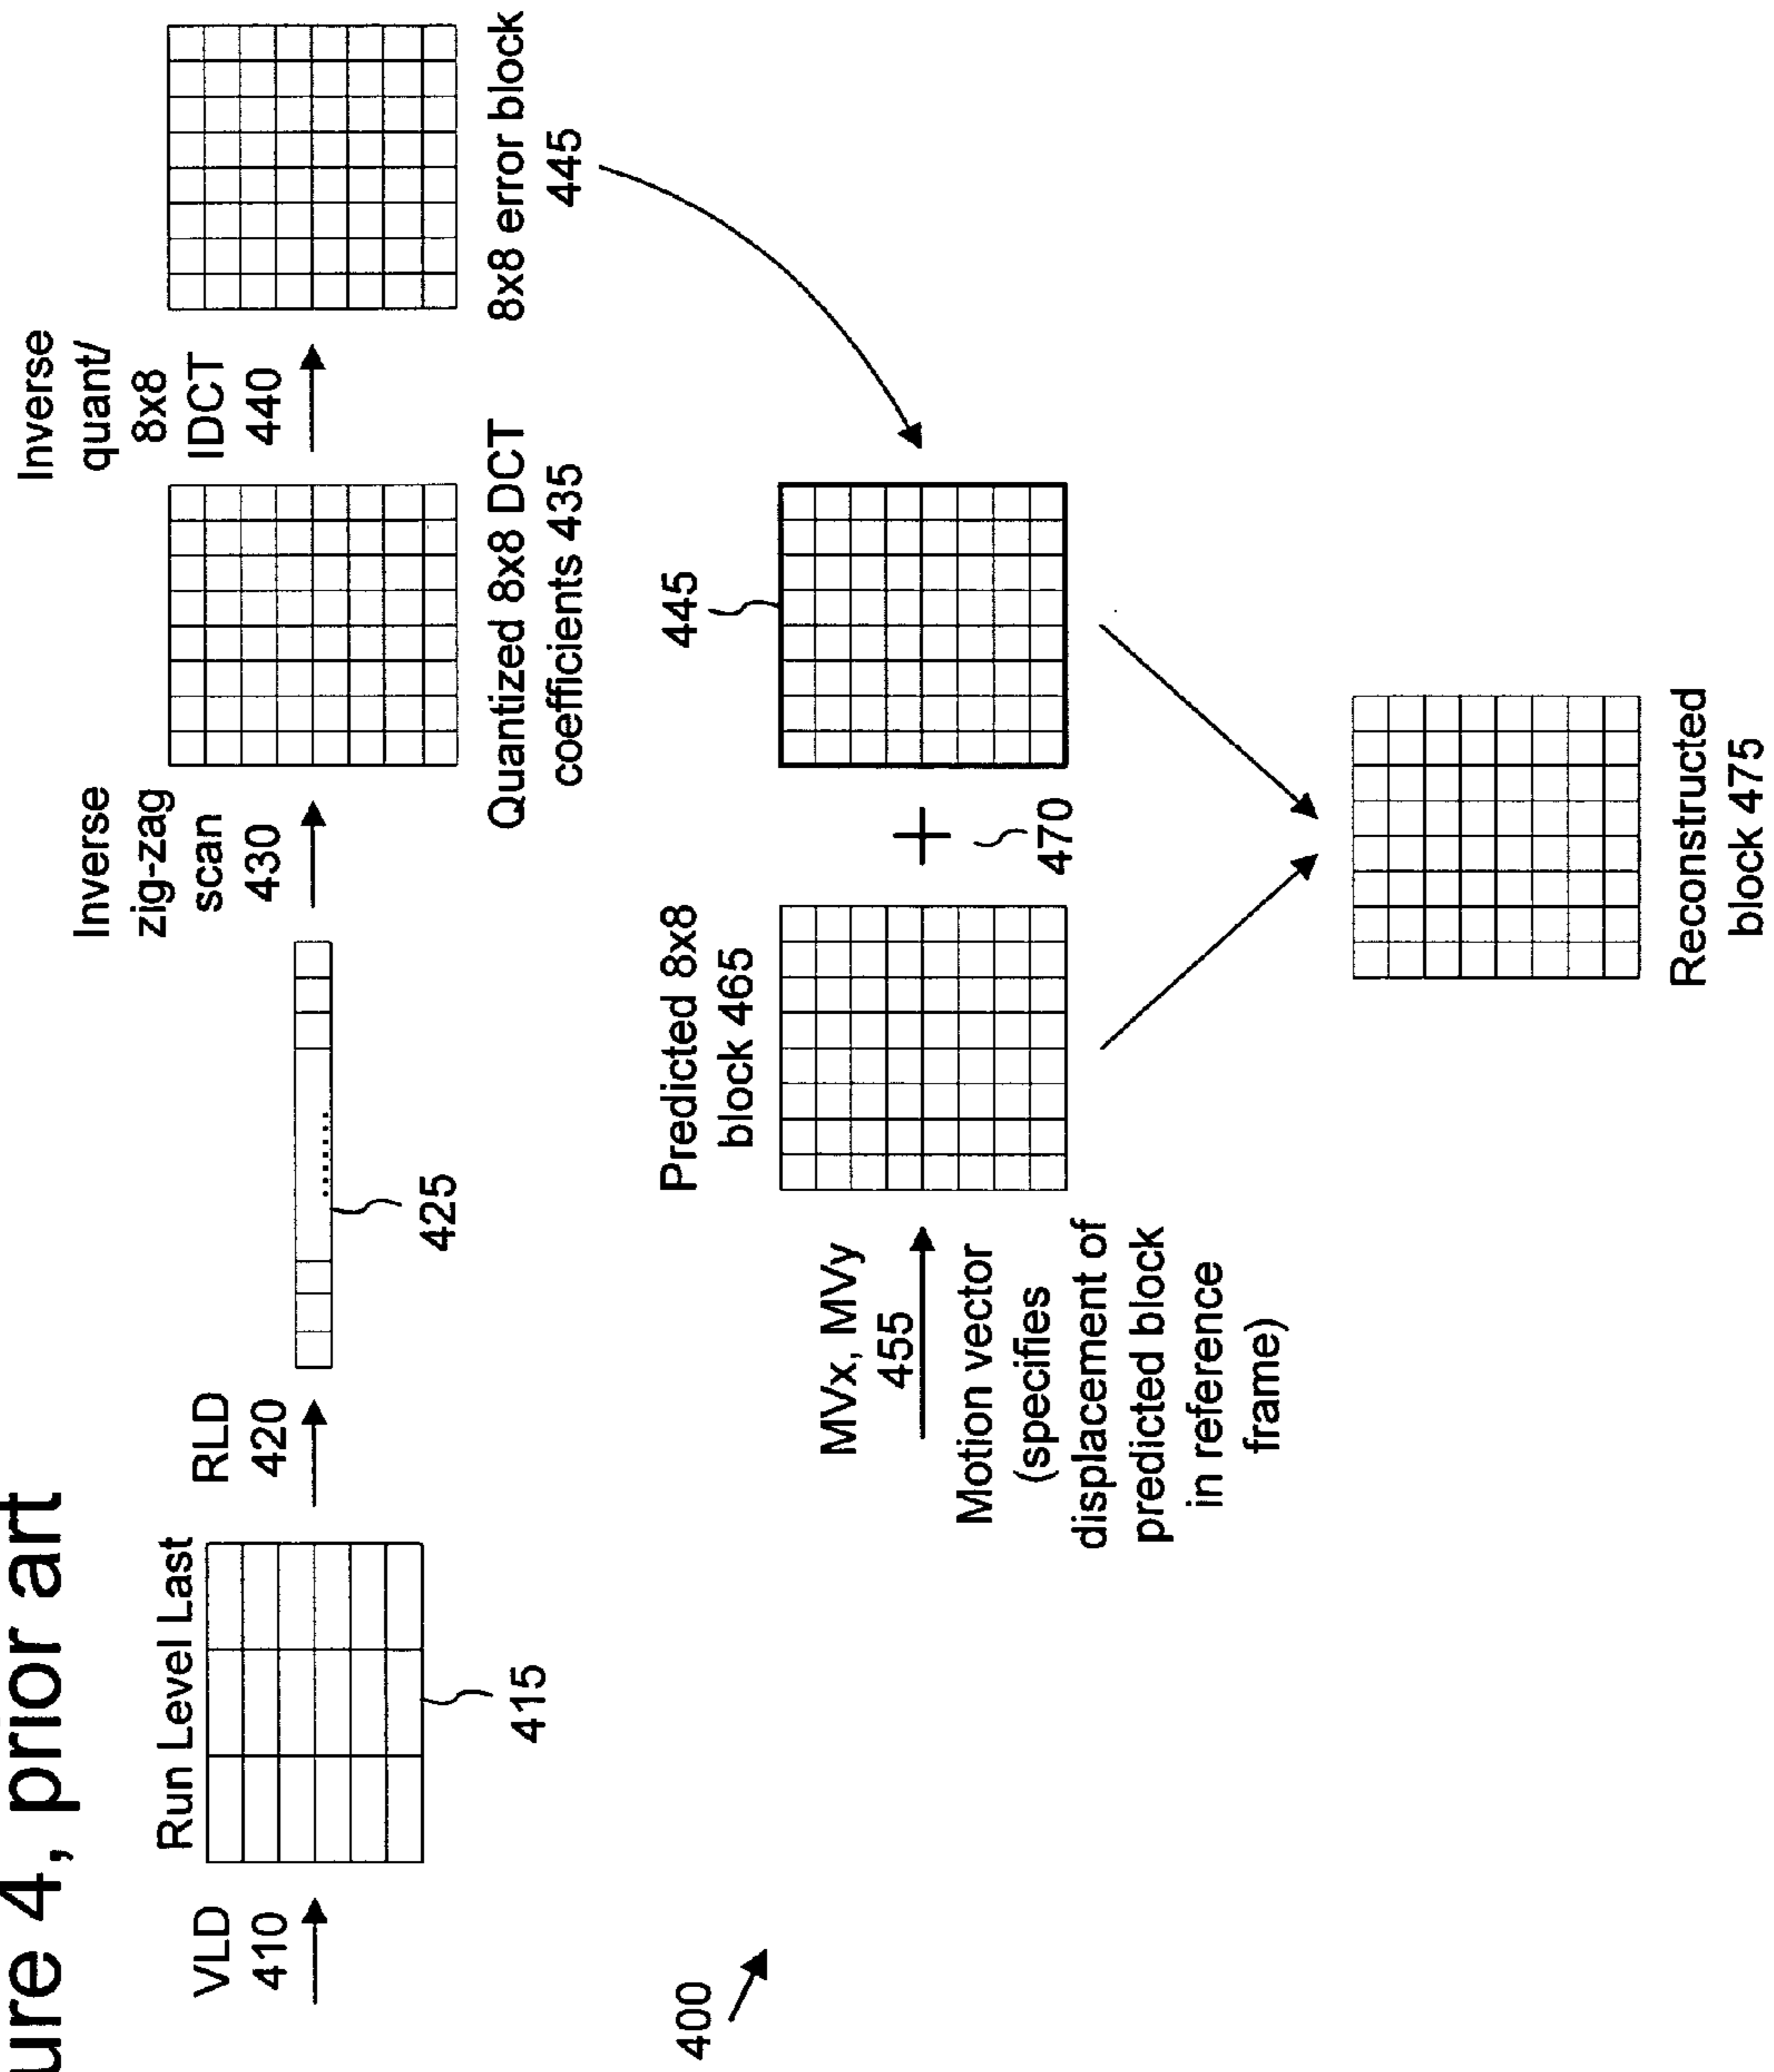 ure 4, prior art
VLD
410
Run Level Last
415
RLD
420
425
Inverse
zig-zag
scan
430
Quantized 8x8 DCT
coefficients 435
Inverse
quant/
8x8
IDCT
440
8x8 error block
445
400
MVx, MVy
455
Motion vector
(specifies
displacement of
predicted block
in reference
frame)
Predicted 8x8
block 465
+
470
445
Reconstructed
block 475